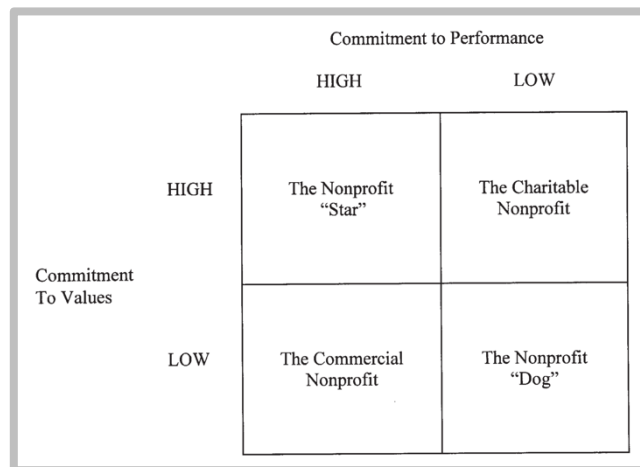 Commitment to Performance
HIGH
LOW
HIGH
The Nonprofit
“Star”
The Charitable
Nonprofit
Commitment
To Values
LOW
The Commercial
Nonprofit
The Nonprofit
“Dog”